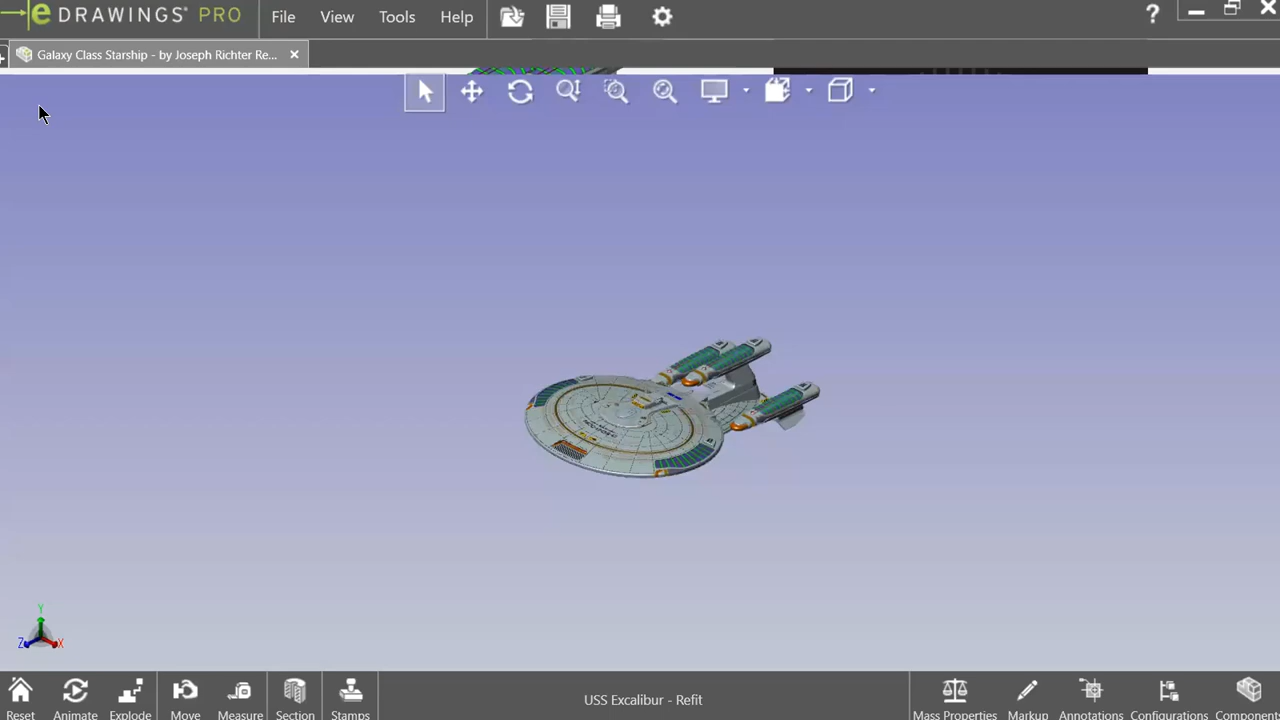 eDRAWINGS PRO File View Tools Help ?
Galaxy Class Starship - by Joseph Richter Re...
Y
Z X
Reset Animate Explode Move Measure Section Stamps USS Excalibur - Refit Mass Properties Markup Annotations Configurations Component